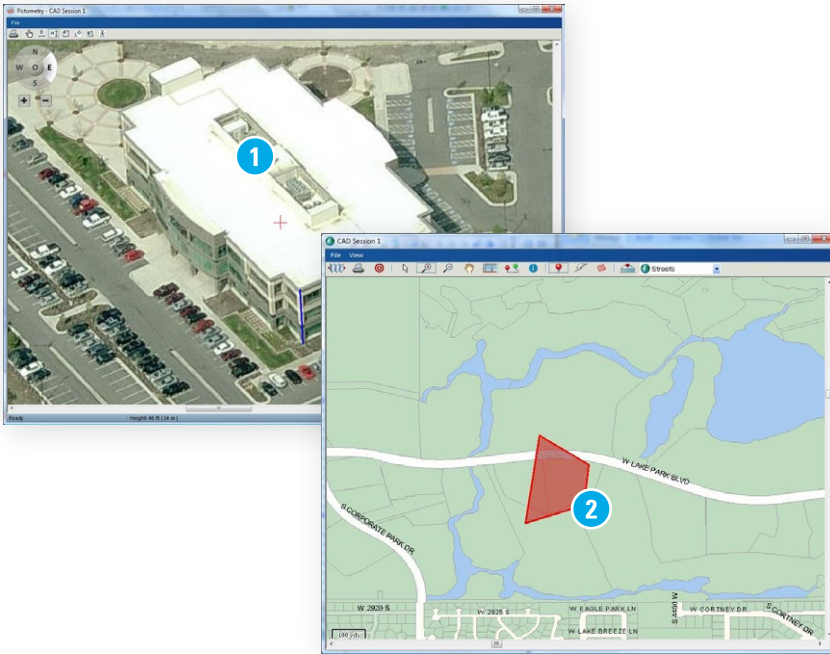 Pictometry - CAD Session 1
File
N
W O E
S
1
Ready
Height: 46 ft (14 m)
CAD Session 1
File View
Streets
W LAKE PARK BLVD
2
S CORPORATE PARK DR
W 2920 S
W 2925 S
W EAGLE PARK LN
S 4450 W
W CORTNEY DR
S CORTNEY DR
W LAKE BREEZE LN
100 yds